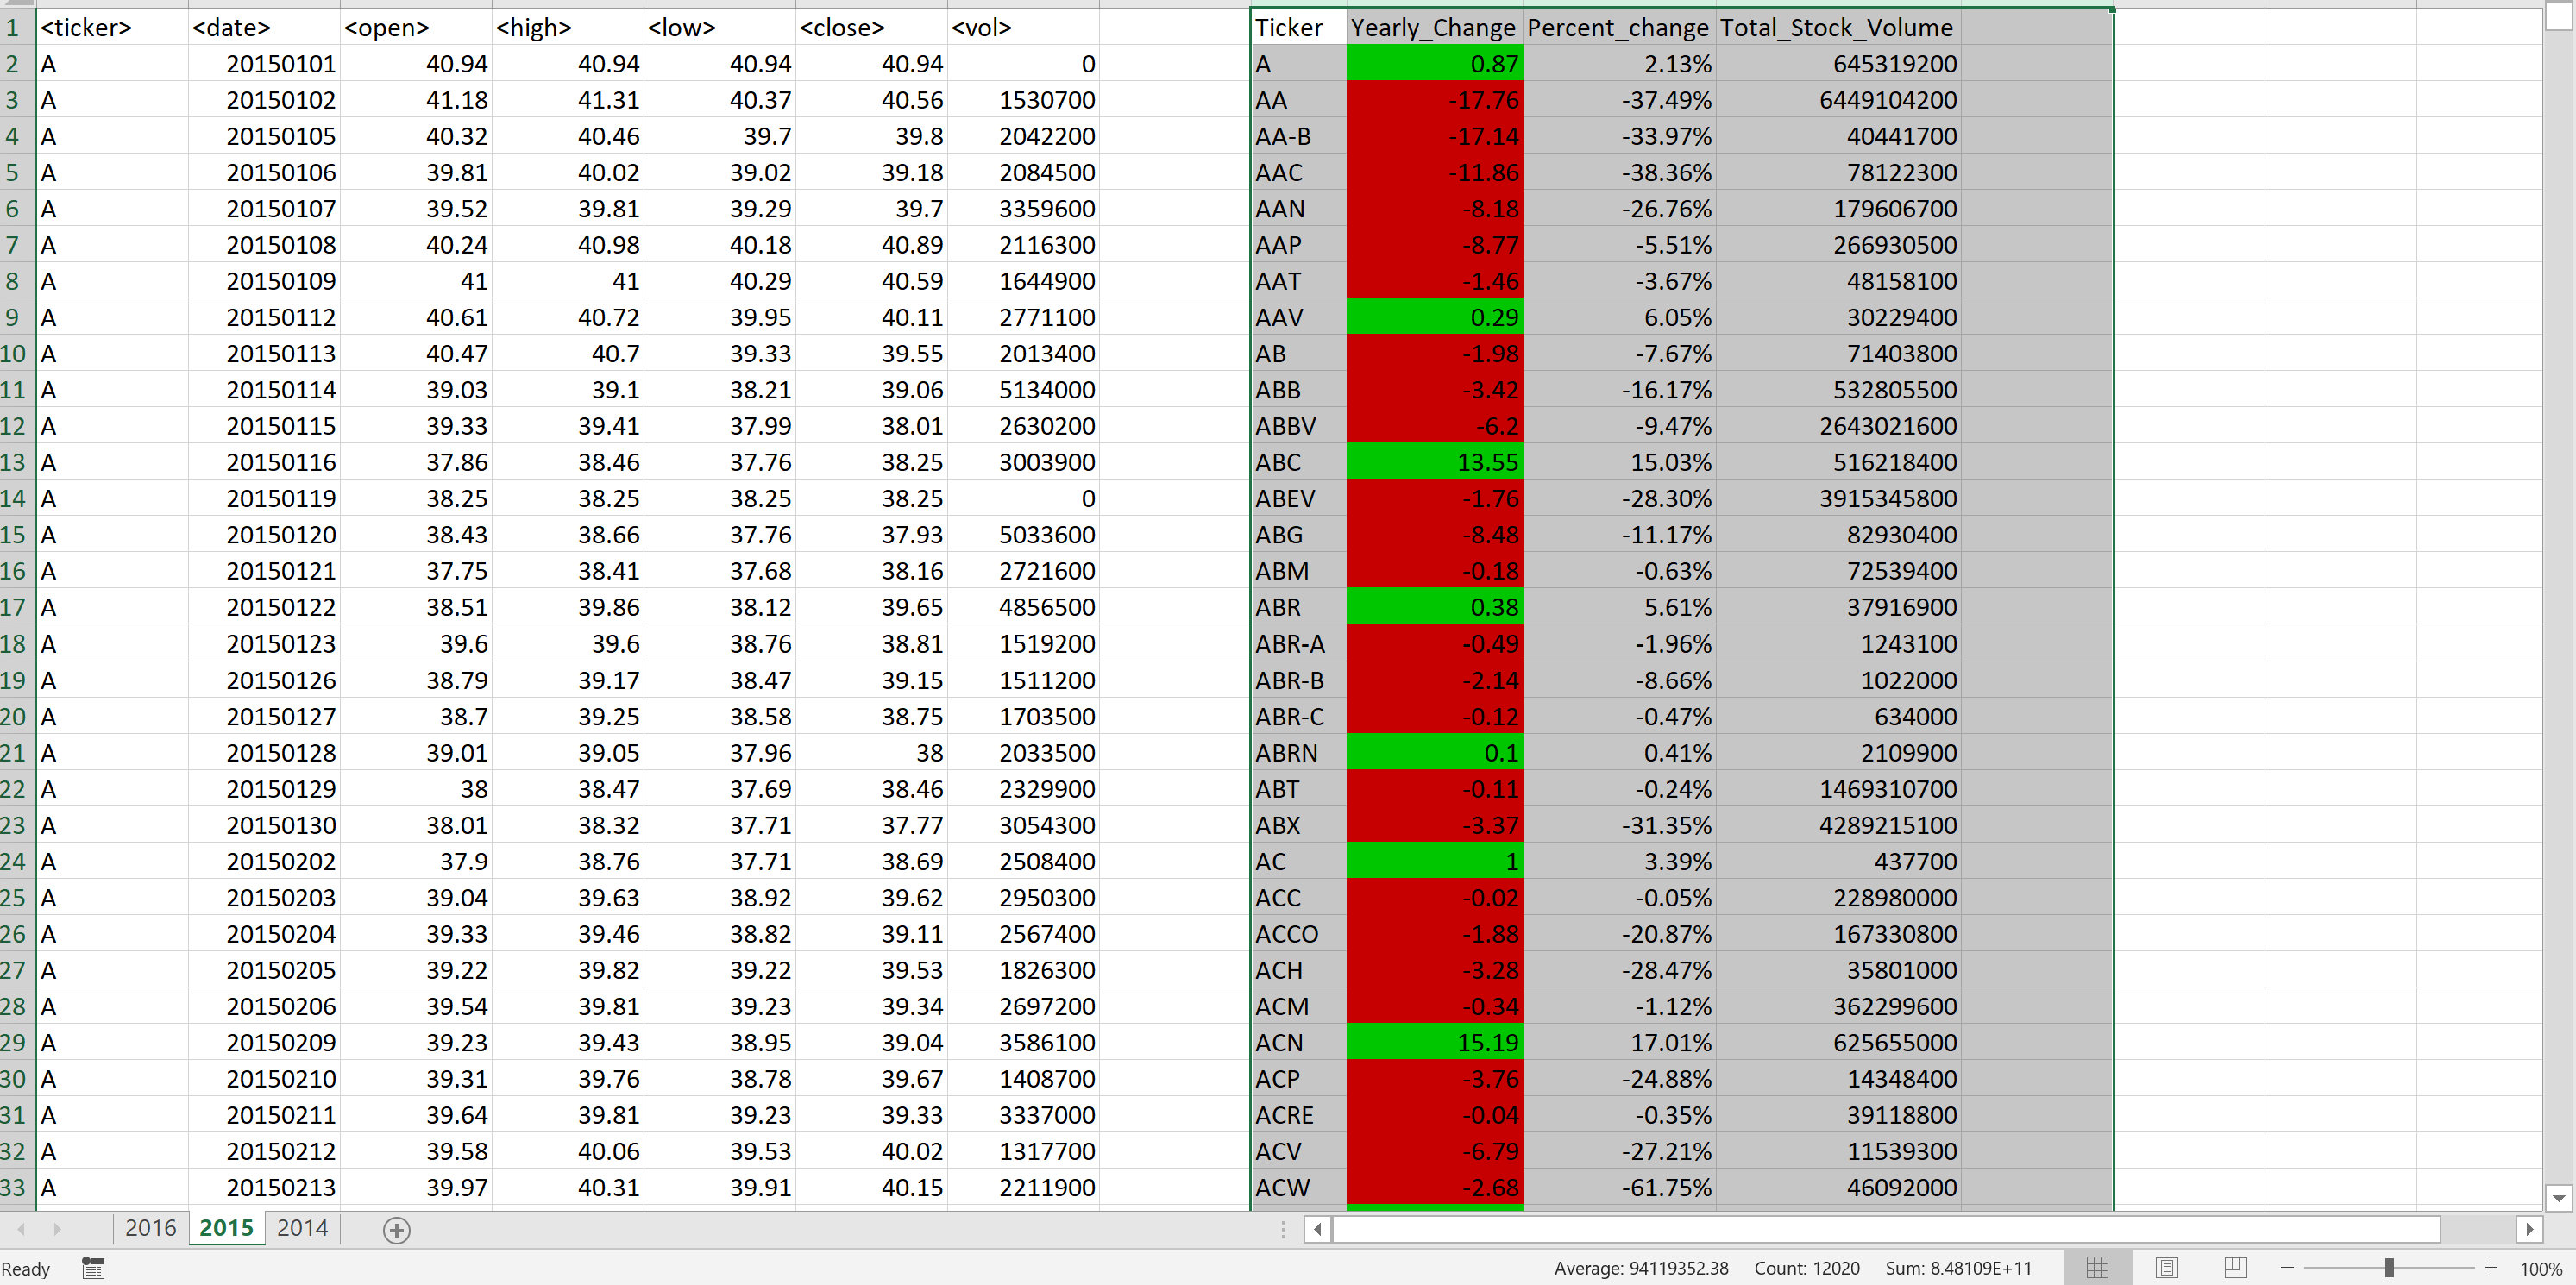 1 <ticker> <date> <open> <high> <low> <close> <vol> Ticker Yearly_Change Percent_change Total_Stock_Volume
2 A 20150101 40.94 40.94 40.94 40.94 0 A 0.87 2.13% 645319200
3 A 20150102 41.18 41.31 40.37 40.56 1530700 AA -17.76 -37.49% 6449104200
4 A 20150105 40.32 40.46 39.7 39.8 2042200 AA-B -17.14 -33.97% 40441700
5 A 20150106 39.81 40.02 39.02 39.18 2084500 AAC -11.86 -38.36% 78122300
6 A 20150107 39.52 39.81 39.29 39.7 3359600 AAN -8.18 -26.76% 179606700
7 A 20150108 40.24 40.98 40.18 40.89 2116300 AAP -8.77 -5.51% 266930500
8 A 20150109 41 41 40.29 40.59 1644900 AAT -1.46 -3.67% 48158100
9 A 20150112 40.61 40.72 39.95 40.11 2771100 AAV 0.29 6.05% 30229400
10 A 20150113 40.47 40.7 39.33 39.55 2013400 AB -1.98 -7.67% 71403800
11 A 20150114 39.03 39.1 38.21 39.06 5134000 ABB -3.42 -16.17% 532805500
12 A 20150115 39.33 39.41 37.99 38.01 2630200 ABBV -6.2 -9.47% 2643021600
13 A 20150116 37.86 38.46 37.76 38.25 3003900 ABC 13.55 15.03% 516218400
14 A 20150119 38.25 38.25 38.25 38.25 0 ABEV -1.76 -28.30% 3915345800
15 A 20150120 38.43 38.66 37.76 37.93 5033600 ABG -8.48 -11.17% 82930400
16 A 20150121 37.75 38.41 37.68 38.16 2721600 ABM -0.18 -0.63% 72539400
17 A 20150122 38.51 39.86 38.12 39.65 4856500 ABR 0.38 5.61% 37916900
18 A 20150123 39.6 39.6 38.76 38.81 1519200 ABR-A -0.49 -1.96% 1243100
19 A 20150126 38.79 39.17 38.47 39.15 1511200 ABR-B -2.14 -8.66% 1022000
20 A 20150127 38.7 39.25 38.58 38.75 1703500 ABR-C -0.12 -0.47% 634000
21 A 20150128 39.01 39.05 37.96 38 2033500 ABRN 0.1 0.41% 2109900
22 A 20150129 38 38.47 37.69 38.46 2329900 ABT -0.11 -0.24% 1469310700
23 A 20150130 38.01 38.32 37.71 37.77 3054300 ABX -3.37 -31.35% 4289215100
24 A 20150202 37.9 38.76 37.71 38.69 2508400 AC 1 3.39% 437700
25 A 20150203 39.04 39.63 38.92 39.62 2950300 ACC -0.02 -0.05% 228980000
26 A 20150204 39.33 39.46 38.82 39.11 2567400 ACCO -1.88 -20.87% 167330800
27 A 20150205 39.22 39.82 39.22 39.53 1826300 ACH -3.28 -28.47% 35801000
28 A 20150206 39.54 39.81 39.23 39.34 2697200 ACM -0.34 -1.12% 362299600
29 A 20150209 39.23 39.43 38.95 39.04 3586100 ACN 15.19 17.01% 625655000
30 A 20150210 39.31 39.76 38.78 39.67 1408700 ACP -3.76 -24.88% 14348400
31 A 20150211 39.64 39.81 39.23 39.33 3337000 ACRE -0.04 -0.35% 39118800
32 A 20150212 39.58 40.06 39.53 40.02 1317700 ACV -6.79 -27.21% 11539300
33 A 20150213 39.97 40.31 39.91 40.15 2211900 ACW -2.68 -61.75% 46092000
2016 2015 2014
Ready Average: 94119352.38 Count: 12020 Sum: 8.48109E+11 100%